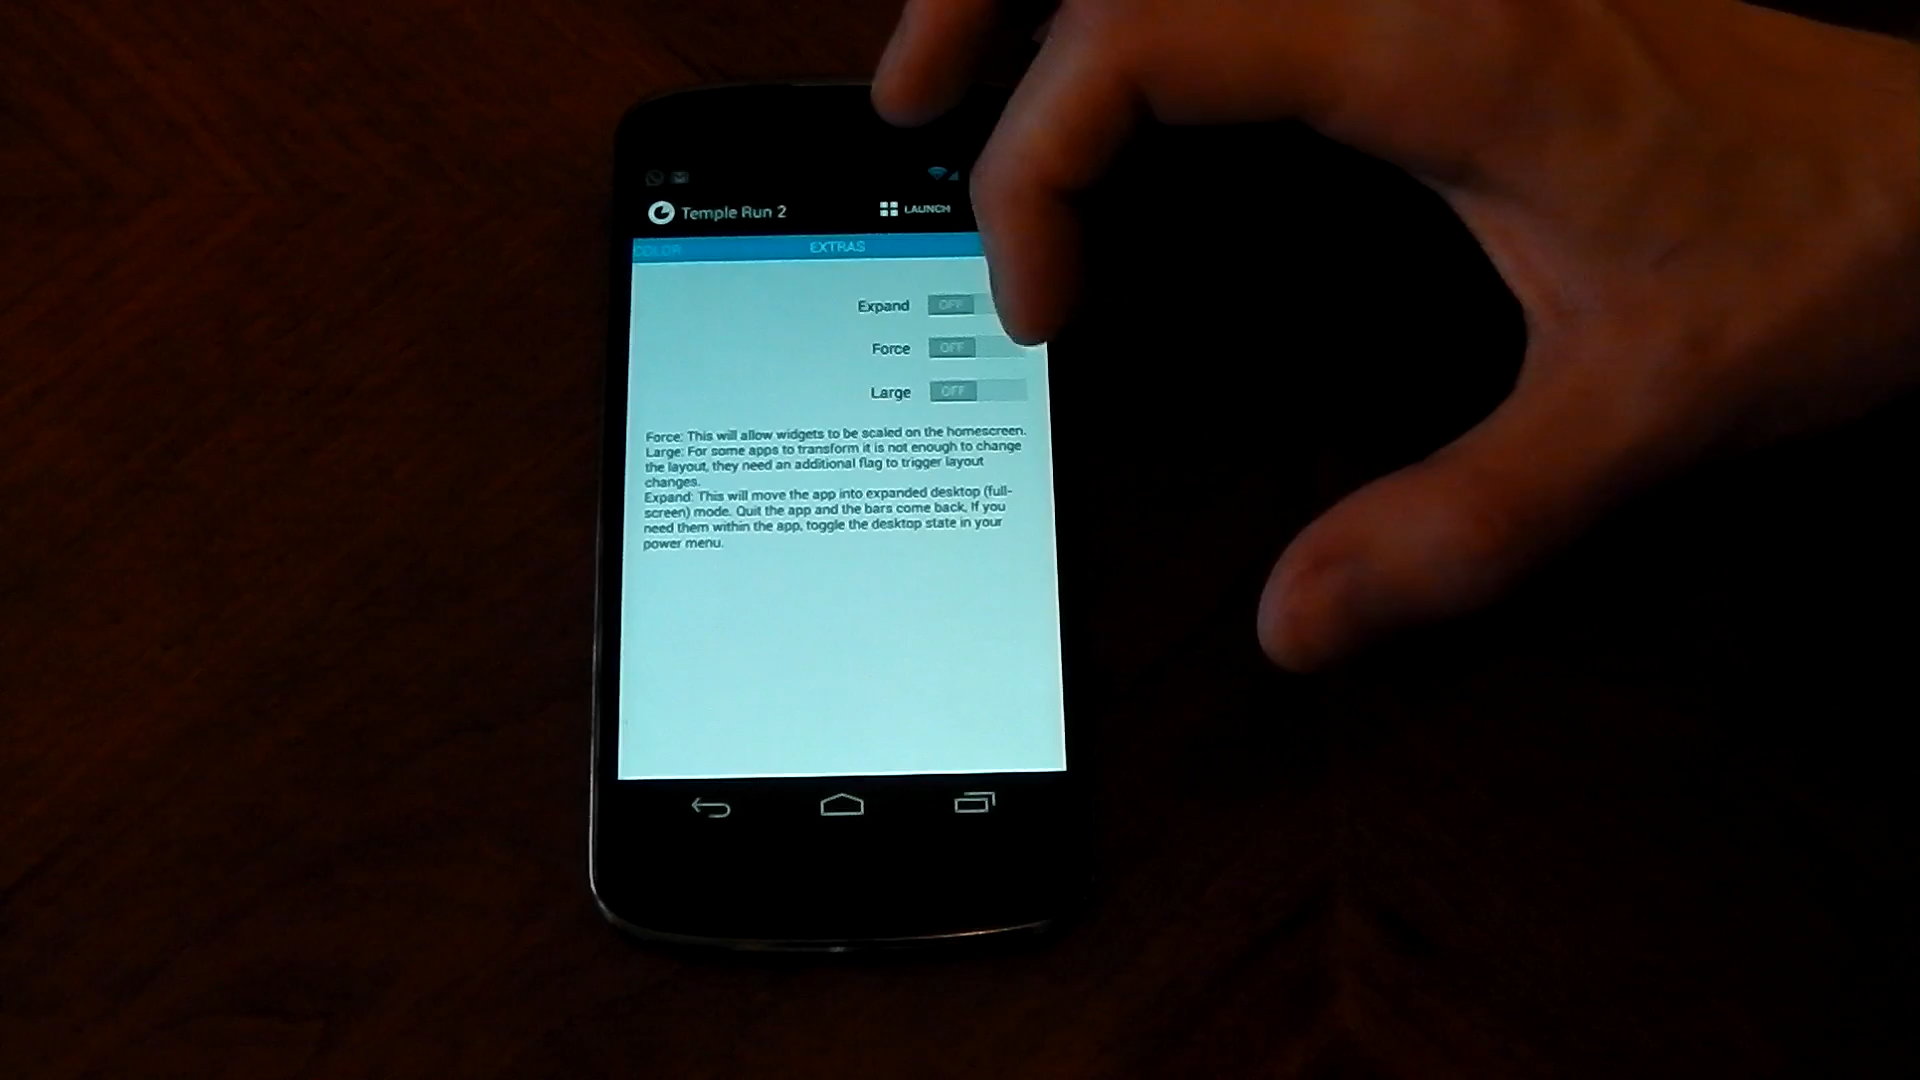 Temple Run 2
LAUNCH
COLOR
EXTRAS
Expand OFF
Force OFF
Large OFF
Force: This will allow widgets to be scaled on the homescreen.
Large: For some apps to transform it is not enough to change
the layout, they need an additional flag to trigger layout
changes.
Expand: This will move the app into expanded desktop (full-
screen) mode. Quit the app and the bars come back, If you
need them within the app, toggle the desktop state in your
power menu.